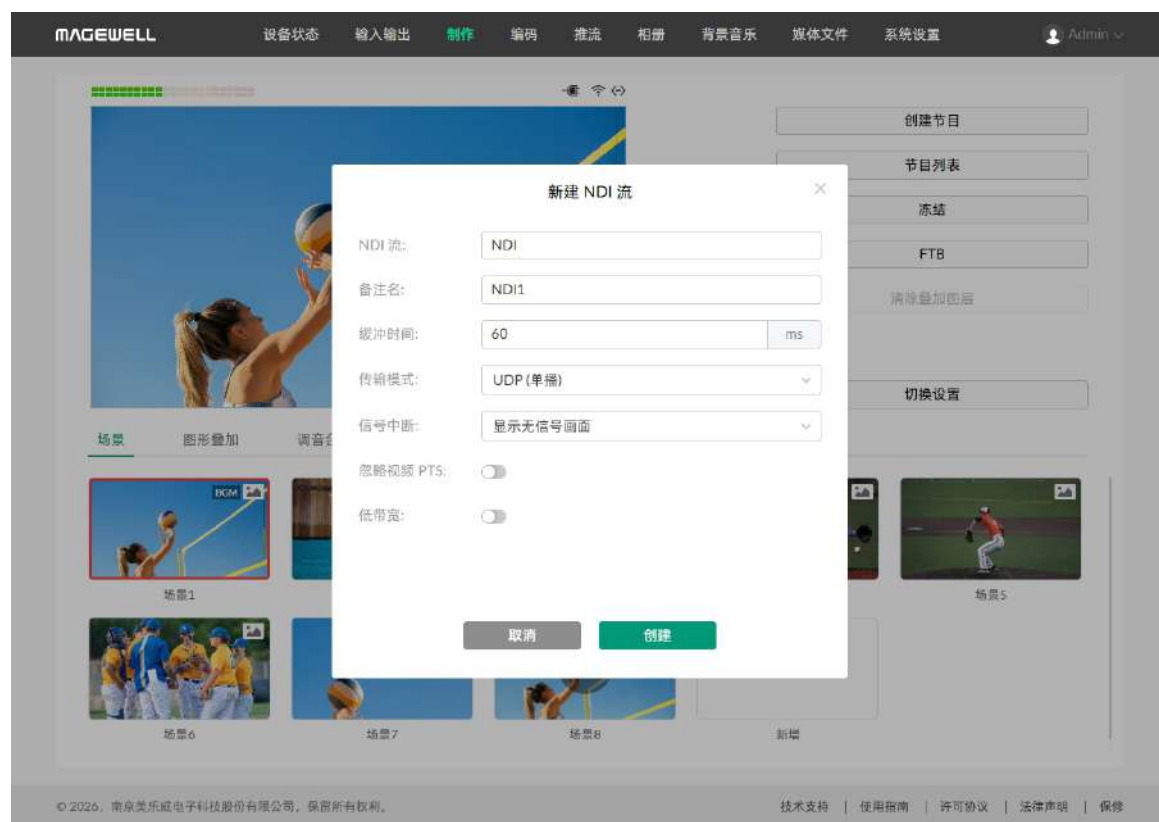 MAGEWELL 设备状态 输入输出 制作 编码 推流 相册 背景音乐 媒体文件 系统设置 Admin
创建节目
节目列表
冻结
FTB
清除叠加图层
切换设置
新建 NDI 流
NDI 流: NDI
备注名: NDI1
缓冲时间: 60 ms
传输模式: UDP (单播)
信号中断: 显示无信号画面
忽略视频 PTS:
低带宽:
取消 创建
场景 图形叠加 调音台
BGM
场景1 场景5
场景6 场景7 场景8 新增
© 2026, 南京美乐威电子科技股份有限公司, 保留所有权利。 技术支持 | 使用指南 | 许可协议 | 法律声明 | 保修